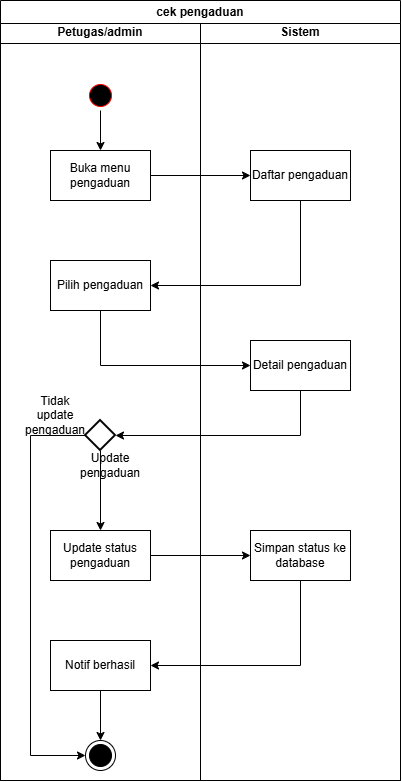 cek pengaduan
Petugas/admin
Sistem
Buka menu
pengaduan
Daftar pengaduan
Pilih pengaduan
Detail pengaduan
Tidak
update
pengaduan
Update
pengaduan
Update status
pengaduan
Simpan status ke
database
Notif berhasil